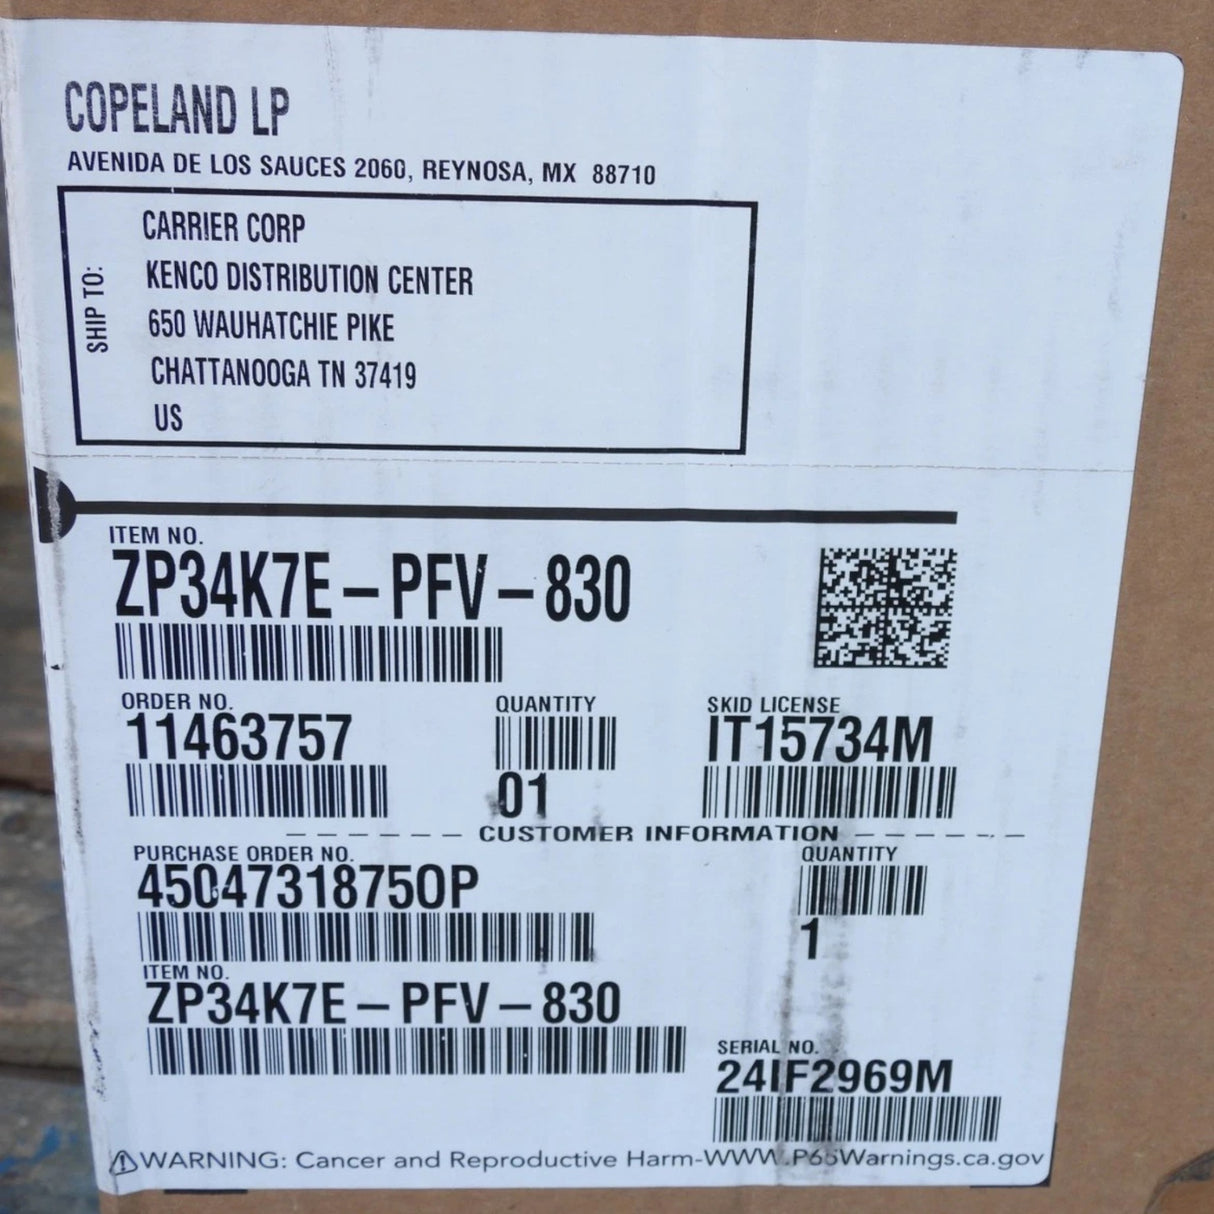 COPELAND LP
AVENIDA DE LOS SAUCES 2060, REYNOSA, MX 88710
SHIP TO:
CARRIER CORP
KENCO DISTRIBUTION CENTER
650 WAUHATCHIE PIKE
CHATTANOOGA TN 37419
US
ITEM NO.
ZP34K7E-PFV-830
ORDER NO.
11463757
QUANTITY
01
SKID LICENSE
IT15734M
CUSTOMER INFORMATION
PURCHASE ORDER NO.
4504731875OP
QUANTITY
1
ITEM NO.
ZP34K7E-PFV-830
SERIAL NO.
24IF2969M
⚠WARNING: Cancer and Reproductive Harm-WWW.P65Warnings.ca.gov